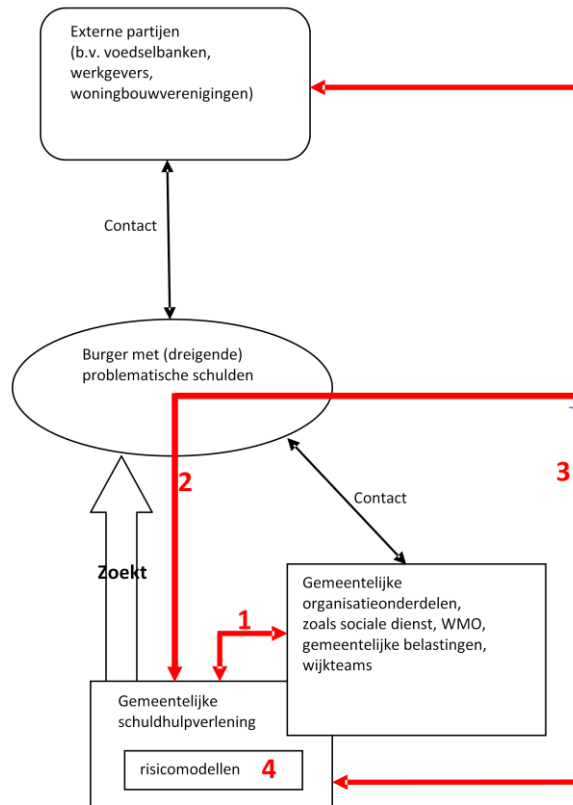 Externe partijen
(b.v. voedselbanken,
werkgevers,
woningbouwverenigingen)
Contact
Burger met (dreigende)
problematische schulden
2
3
Contact
Zoekt
Gemeentelijke
organisatieonderdelen,
zoals sociale dienst, WMO,
gemeentelijke belastingen,
wijkteams
1
Gemeentelijke
schuldhulpverlening
risicomodellen 4